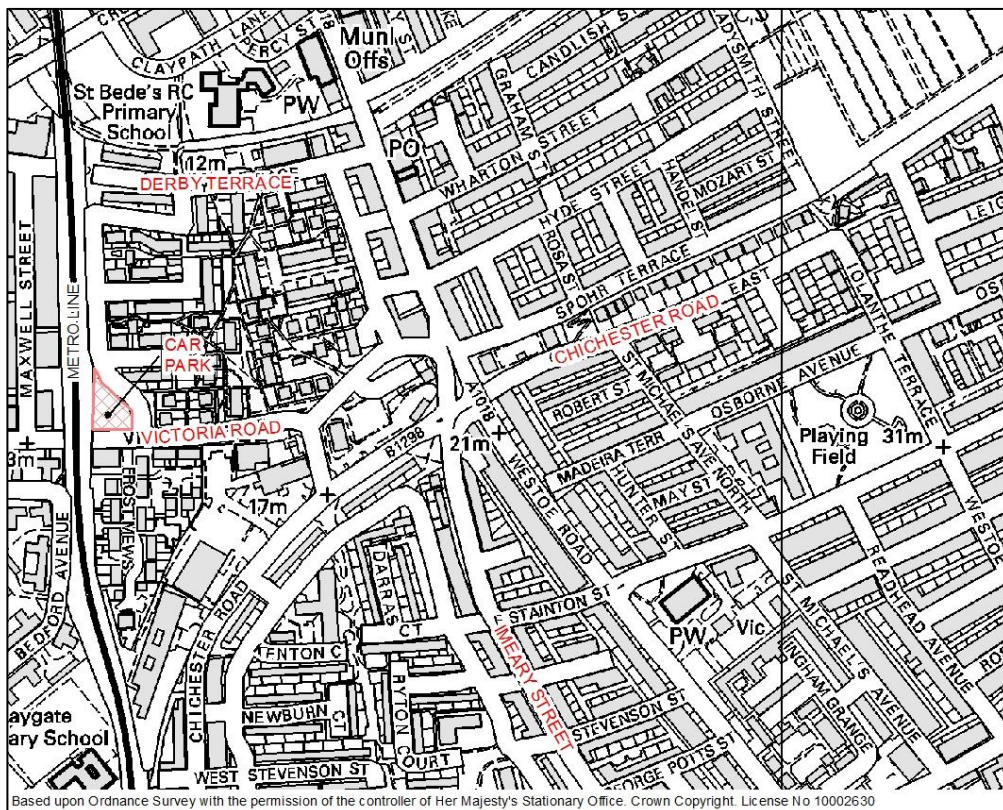 CLAYPATH LANE
PERCY ST
Muni
Offs
St Bede's RC
Primary
School
PW
CANDLISH
GRAHAM ST
LADYSMITH STREET
PO
WHARTON STREET
12m
DERBY TERRACE
HYDE STREET
HANDEL ST
MOZART ST
ROSA ST
SPOHR TERRACE
MAXWELL STREET
METRO LINE
CHICHESTER ROAD
EAST
IOLANTHE TERRACE
CAR
PARK
VICTORIA ROAD
A1018
B1298
21m
ROBERT ST
ST MICHAEL'S AVE NORTH
OSBORNE AVENUE
MADEIRA TERR
HUNTER ST
MAY ST
Playing
Field
31m
WESTOE ROAD
FROST MEWS
17m
BEDFORD AVENUE
CHICHESTER ROAD
DARRAS CT
STAINTON ST
PW
Vic
READHEAD AVENUE
ST MICHAEL'S AVENUE
IMEARY STREET
NEWBURN C
RYTON COURT
STEVENSON ST
WEST STEVENSON ST
GEORGE POTTS ST
Based upon Ordnance Survey with the permission of the controller of Her Majesty's Stationary Office. Crown Copyright. License No 10002630